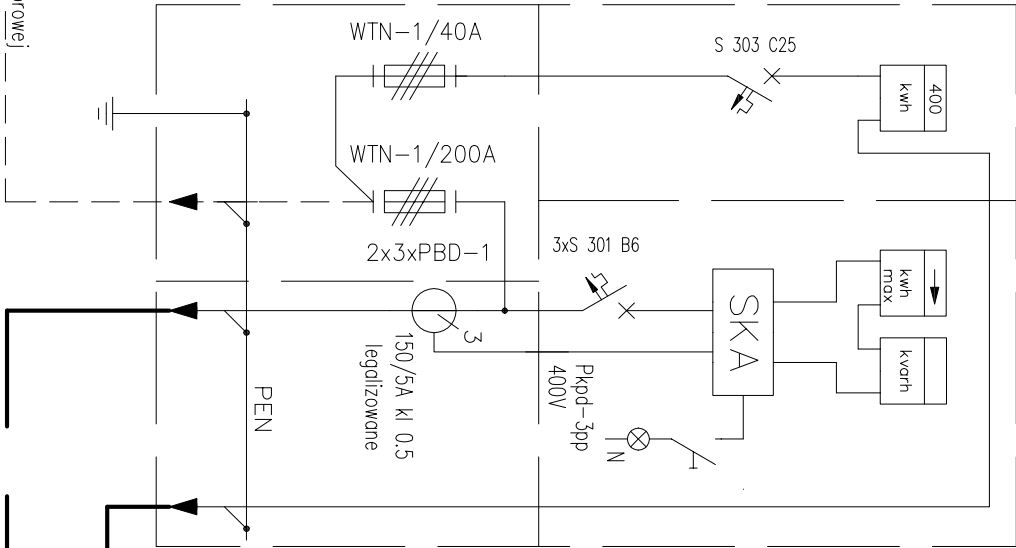 WTN-1/40A
S 303 C25
400
kwh
WTN-1/200A
2x3xPBD-1
3xS 301 B6
kwh
max
kvarh
SKA
3
150/5A kl 0.5
legalizowane
Pkpd-3pp
400V
N
PEN